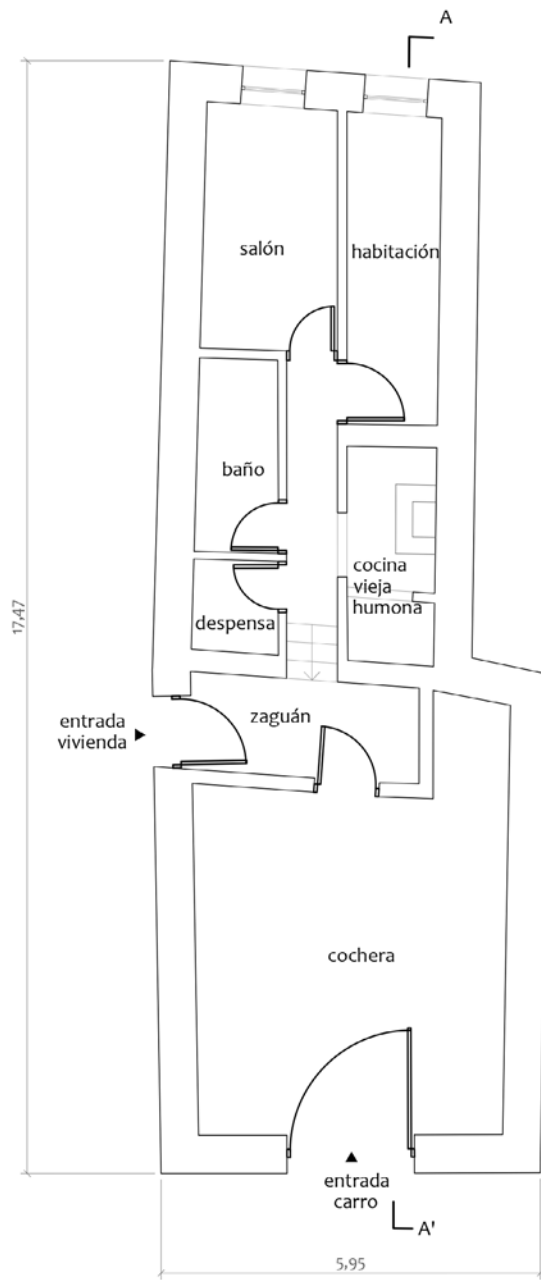 A
salón
habitación
baño
cocina
vieja
humona
despensa
17,47
zaguán
entrada
vivienda
cochera
entrada
carro
A'
5,95